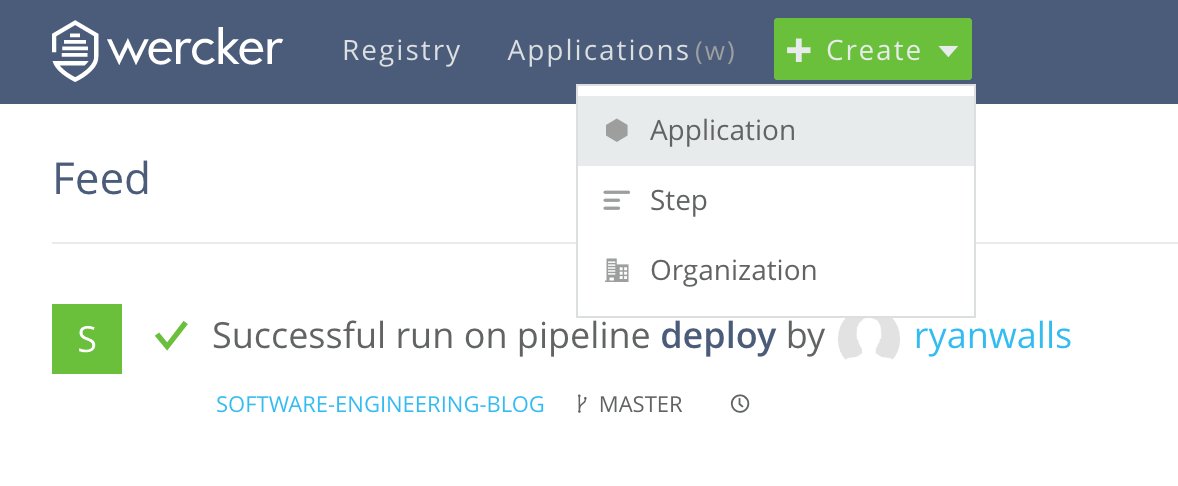 wercker Registry Applications (w) + Create
Application
Step
Organization
Feed
S Successful run on pipeline deploy by ryanwalls
SOFTWARE-ENGINEERING-BLOG MASTER